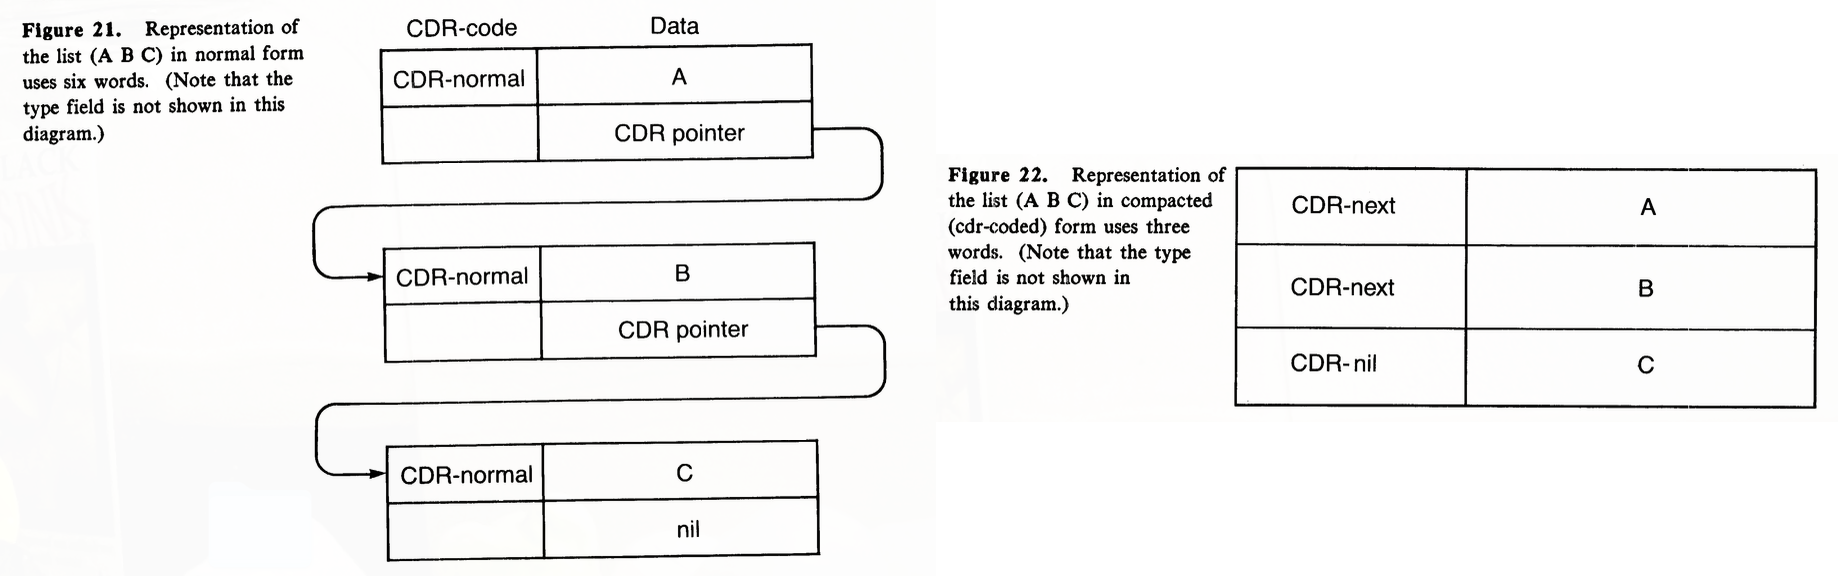 Figure 21. Representation of
the list (A B C) in normal form
uses six words. (Note that the
type field is not shown in this
diagram.)
CDR-code Data
CDR-normal A
CDR pointer
CDR-normal B
CDR pointer
CDR-normal C
nil
Figure 22. Representation of
the list (A B C) in compacted
(cdr-coded) form uses three
words. (Note that the type
field is not shown in
this diagram.)
CDR-next A
CDR-next B
CDR-nil C